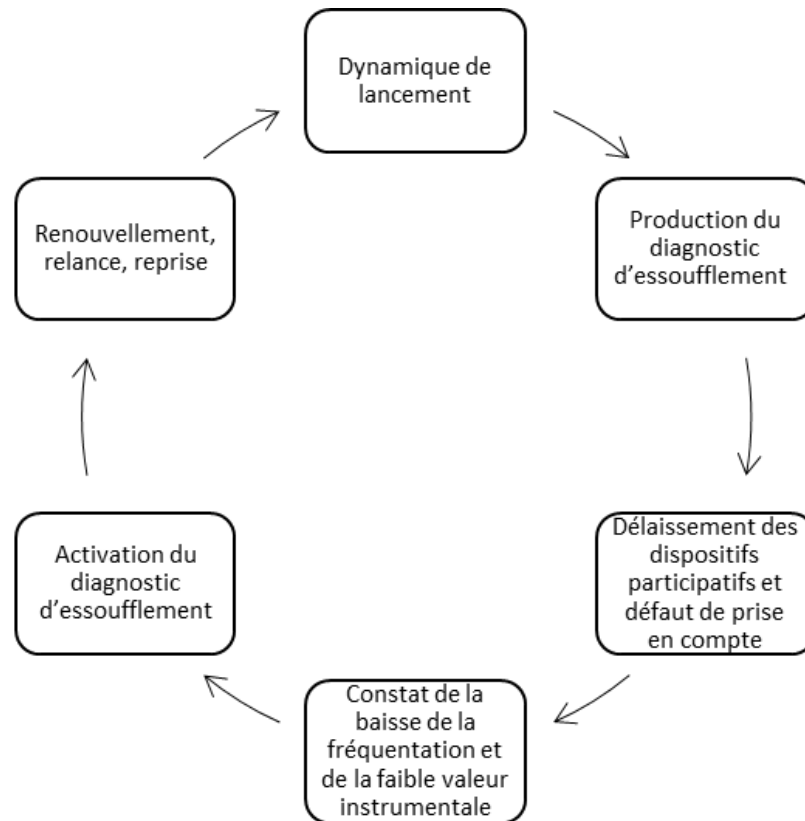 Dynamique de
lancement
Production du
diagnostic
d’essoufflement
Délaissement des
dispositifs
participatifs et
défaut de prise
en compte
Constat de la
baisse de la
fréquentation et
de la faible valeur
instrumentale
Activation du
diagnostic
d’essoufflement
Renouvellement,
relance, reprise